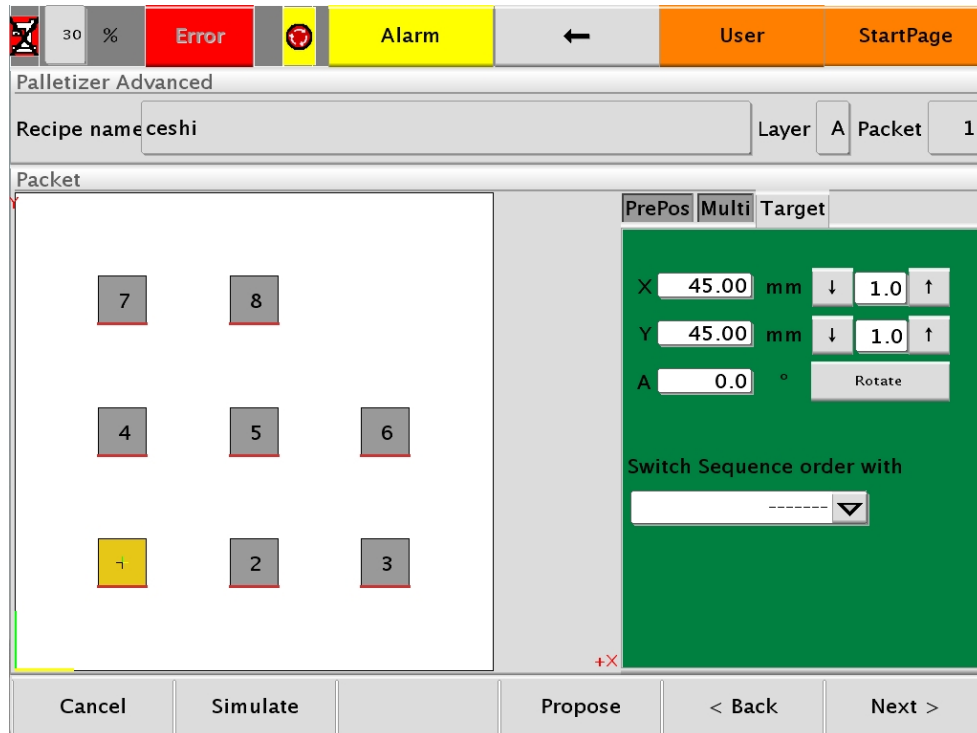 30 % Error Alarm ← User StartPage
Palletizer Advanced
Recipe name ceshi Layer A Packet 1
Packet
Y
PrePos Multi Target
7 8
X 45.00 mm ↓ 1.0 ↑
Y 45.00 mm ↓ 1.0 ↑
A 0.0 ° Rotate
4 5 6
Switch Sequence order with
-------
2 3
+X
Cancel Simulate Propose < Back Next >